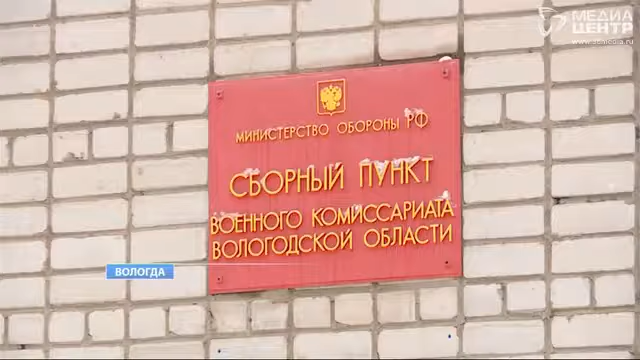 МЕДИА
ЦЕНТР
МИНИСТЕРСТВО ОБОРОНЫ РФ
СБОРНЫЙ ПУНКТ
ВОЕННОГО КОМИССАРИАТА
ВОЛОГОДСКОЙ ОБЛАСТИ
ВОЛОГДА